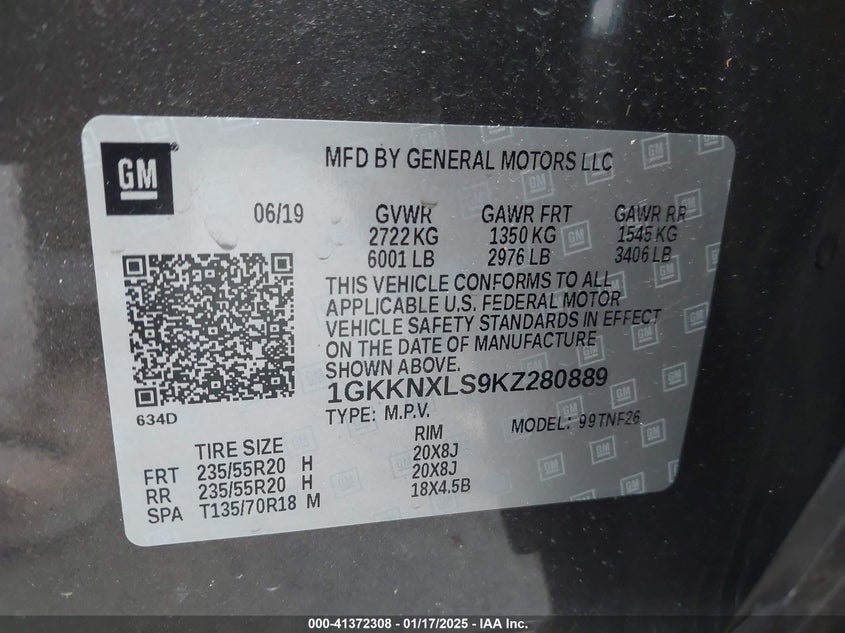 GM®
MFD BY GENERAL MOTORS LLC
06/19 GVWR GAWR FRT GAWR RR
2722 KG 1350 KG 1545 KG
6001 LB 2976 LB 3406 LB
THIS VEHICLE CONFORMS TO ALL
APPLICABLE U.S. FEDERAL MOTOR
VEHICLE SAFETY STANDARDS IN EFFECT
ON THE DATE OF MANUFACTURE
SHOWN ABOVE.
1GKKNXLS9KZ280889
634D
TYPE: M.P.V. MODEL: 99TNF26
TIRE SIZE RIM
FRT 235/55R20 H 20X8J
RR 235/55R20 H 20X8J
SPA T135/70R18 M 18X4.5B
000-41372308 - 01/17/2025 - IAA Inc.